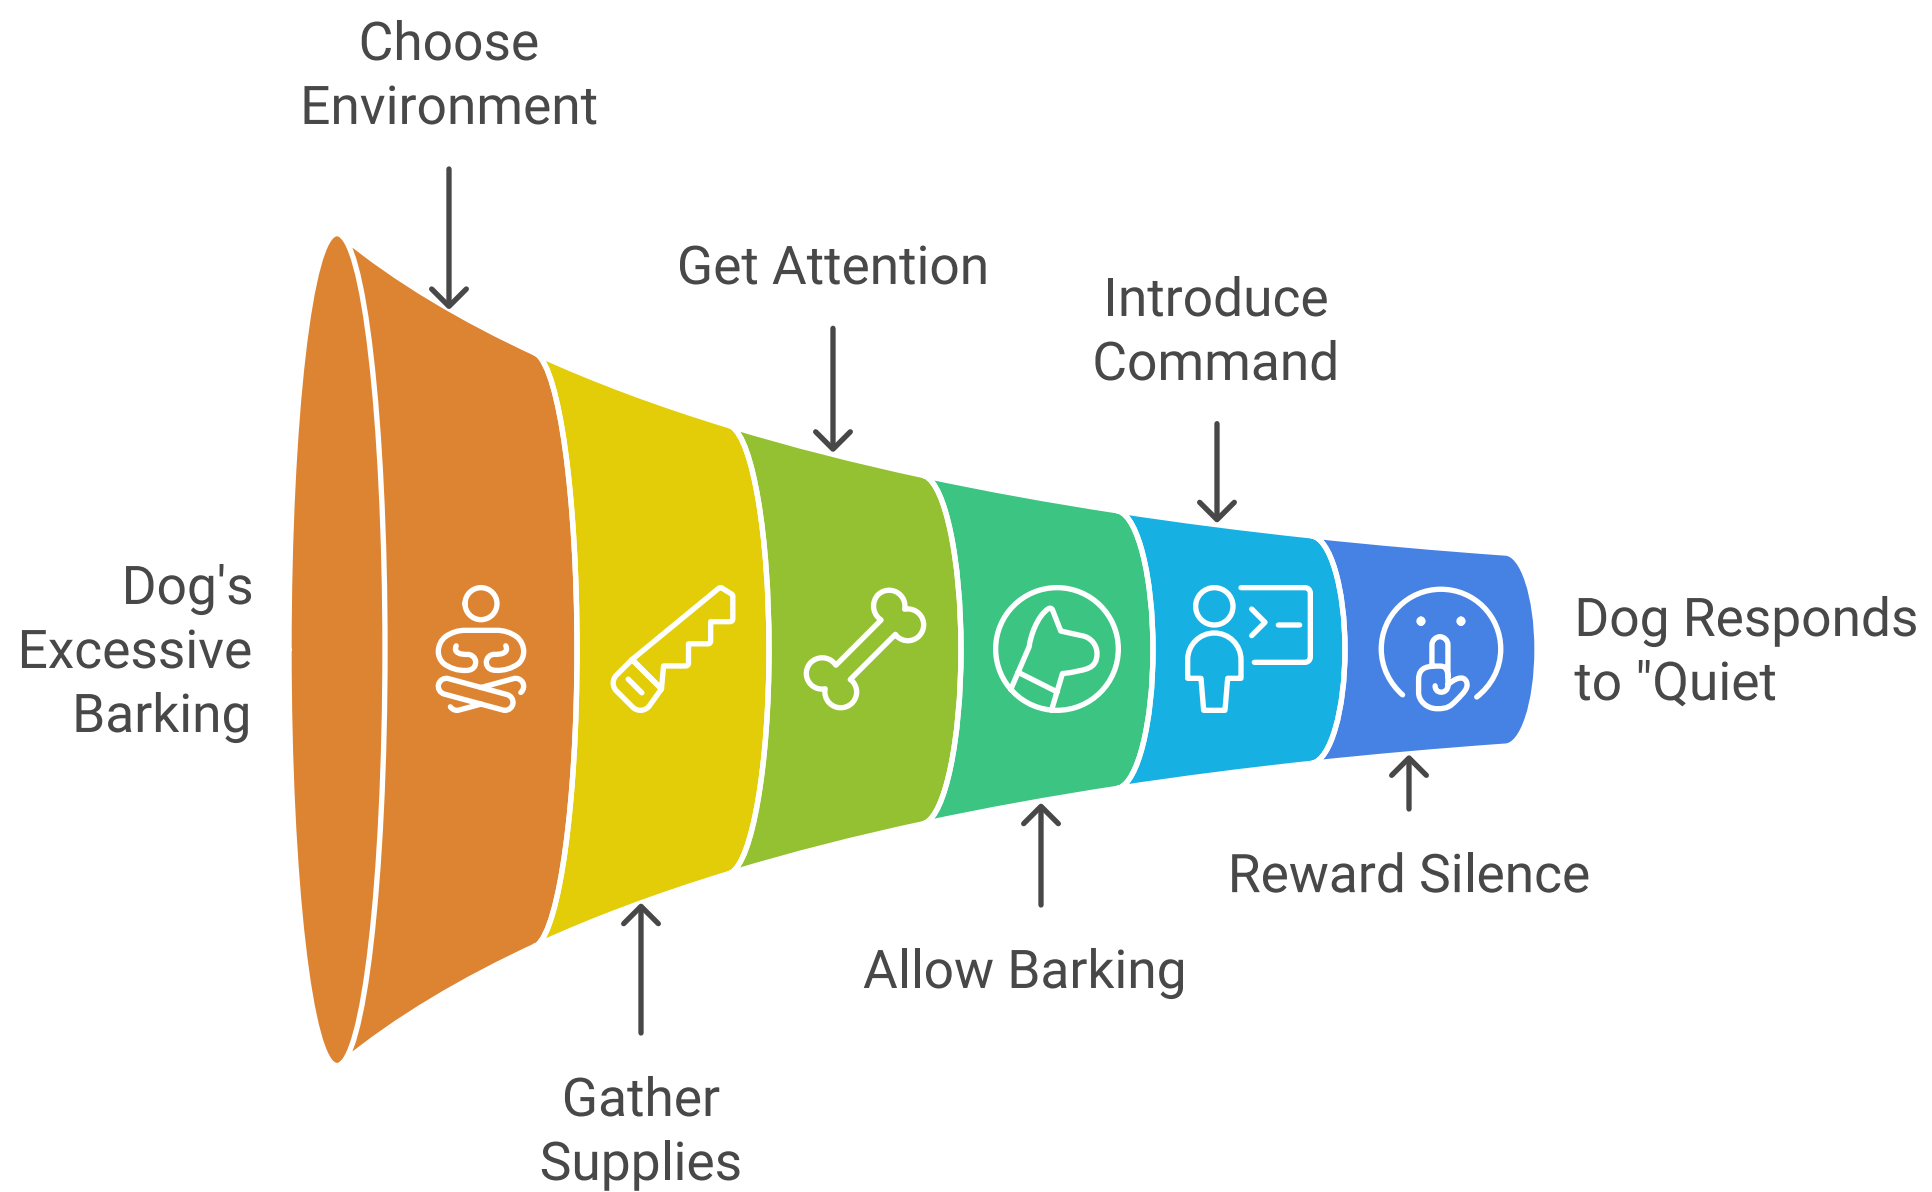 Choose
Environment
Get Attention
Introduce
Command
Dog's
Excessive
Barking
Dog Responds
to "Quiet
Reward Silence
Allow Barking
Gather
Supplies